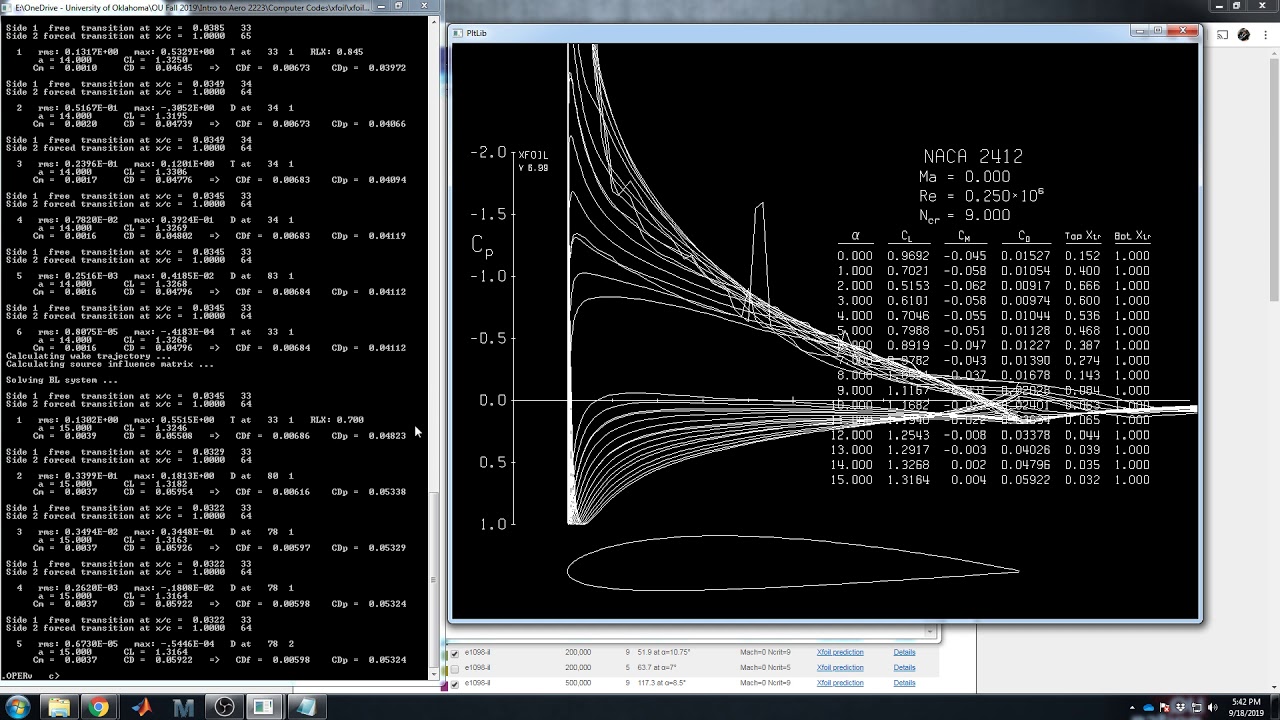 E:\OneDrive - University of Oklahoma\OU Fall 2019\Intro to Aero 2223\Computer Codes\xfoil\xfoil...
Side 1  free  transition at x/c =  0.0385   33
Side 2 forced transition at x/c =  1.0000   65
1   rms: 0.1317E+00   max: 0.5329E+00   T at   33  1   RLX: 0.845
a = 14.000      CL =  1.3250
Cm =  0.0010     CD =  0.04645   =>   CDf =  0.00673    CDp =  0.03972
Side 1  free  transition at x/c =  0.0349   34
Side 2 forced transition at x/c =  1.0000   64
2   rms: 0.5167E-01   max: -.3052E+00   D at   34  1
a = 14.000      CL =  1.3195
Cm =  0.0020     CD =  0.04739   =>   CDf =  0.00673    CDp =  0.04066
Side 1  free  transition at x/c =  0.0349   34
Side 2 forced transition at x/c =  1.0000   64
3   rms: 0.2396E-01   max: 0.1201E+00   T at   34  1
a = 14.000      CL =  1.3306
Cm =  0.0017     CD =  0.04776   =>   CDf =  0.00683    CDp =  0.04094
Side 1  free  transition at x/c =  0.0345   33
Side 2 forced transition at x/c =  1.0000   64
4   rms: 0.7820E-02   max: 0.3924E-01   D at   34  1
a = 14.000      CL =  1.3269
Cm =  0.0016     CD =  0.04802   =>   CDf =  0.00683    CDp =  0.04119
Side 1  free  transition at x/c =  0.0345   33
Side 2 forced transition at x/c =  1.0000   64
5   rms: 0.2516E-03   max: 0.4185E-02   D at   83  1
a = 14.000      CL =  1.3268
Cm =  0.0016     CD =  0.04796   =>   CDf =  0.00684    CDp =  0.04112
Side 1  free  transition at x/c =  0.0345   33
Side 2 forced transition at x/c =  1.0000   64
6   rms: 0.8075E-05   max: -.4183E-04   T at   33  1
a = 14.000      CL =  1.3268
Cm =  0.0016     CD =  0.04796   =>   CDf =  0.00684    CDp =  0.04112
Calculating wake trajectory ...
Calculating source influence matrix ...
Solving BL system ...
Side 1  free  transition at x/c =  0.0345   33
Side 2 forced transition at x/c =  1.0000   64
1   rms: 0.1302E+00   max: 0.5515E+00   T at   33  1   RLX: 0.700
a = 15.000      CL =  1.3246
Cm =  0.0039     CD =  0.05508   =>   CDf =  0.00686    CDp =  0.04823
Side 1  free  transition at x/c =  0.0329   33
Side 2 forced transition at x/c =  1.0000   64
2   rms: 0.3399E-01   max: 0.1813E+00   D at   80  1
a = 15.000      CL =  1.3182
Cm =  0.0037     CD =  0.05954   =>   CDf =  0.00616    CDp =  0.05338
Side 1  free  transition at x/c =  0.0322   33
Side 2 forced transition at x/c =  1.0000   64
3   rms: 0.3494E-02   max: 0.3448E-01   D at   78  1
a = 15.000      CL =  1.3163
Cm =  0.0037     CD =  0.05926   =>   CDf =  0.00597    CDp =  0.05329
Side 1  free  transition at x/c =  0.0322   33
Side 2 forced transition at x/c =  1.0000   64
4   rms: 0.2620E-03   max: -.1808E-02   D at   78  1
a = 15.000      CL =  1.3164
Cm =  0.0037     CD =  0.05922   =>   CDf =  0.00598    CDp =  0.05324
Side 1  free  transition at x/c =  0.0322   33
Side 2 forced transition at x/c =  1.0000   64
5   rms: 0.6730E-05   max: -.5446E-04   D at   78  2
a = 15.000      CL =  1.3164
Cm =  0.0037     CD =  0.05922   =>   CDf =  0.00598    CDp =  0.05324
.OPERv   c>
PltLib
XFOIL
V 6.99
Cp
-2.0
-1.5
-1.0
-0.5
0.0
0.5
1.0
NACA 2412
Ma = 0.000
Re = 0.250*10⁶
Ncr = 9.000
α CL CM CD Top Xtr Bot Xtr
0.000 0.9692 -0.045 0.01527 0.152 1.000
1.000 0.7021 -0.058 0.01054 0.400 1.000
2.000 0.5153 -0.062 0.00917 0.666 1.000
3.000 0.6181 -0.058 0.00974 0.600 1.000
4.000 0.7046 -0.055 0.01044 0.536 1.000
5.000 0.7988 -0.051 0.01128 0.468 1.000
0.8919 -0.047 0.01227 0.387 1.000
-0.043 0.01390 0.274 1.000
8.000 0.01678 0.143 1.000
9.000 0.084 1.000
1.000
0.065 1.000
12.000 1.2543 -0.008 0.03378 0.044 1.000
13.000 1.2917 -0.003 0.04026 0.039 1.000
14.000 1.3268 0.002 0.04796 0.035 1.000
15.000 1.3164 0.004 0.05922 0.032 1.000
e1098-il 200,000 9 51.9 at α=10.75° Mach=0 Ncrit=9 Xfoil prediction Details
e1098-il 200,000 5 63.7 at α=7° Mach=0 Ncrit=5 Xfoil prediction Details
e1098-il 500,000 9 117.3 at α=8.5° Mach=0 Ncrit=9 Xfoil prediction Details
5:42 PM
9/18/2019